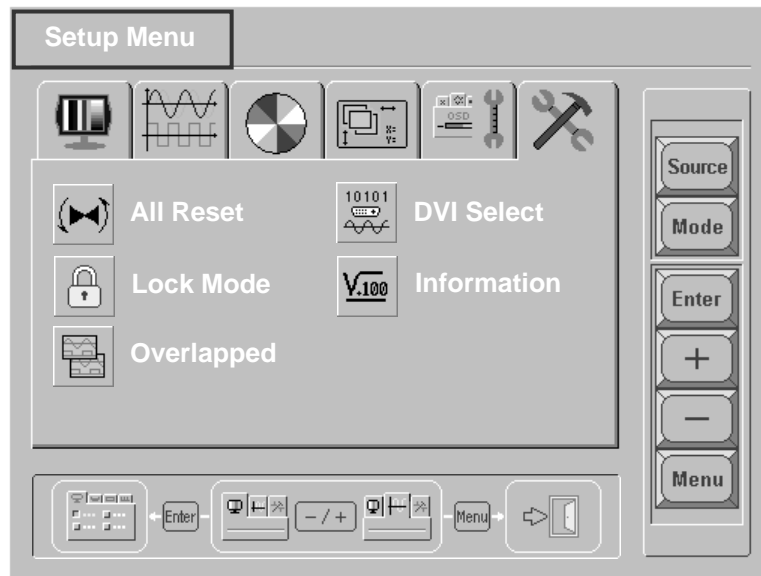 Setup Menu
X=
Y=
OSD
All Reset
10101
DVI Select
Lock Mode
V.100
Information
Overlapped
Source
Mode
Enter
+
−
Menu
Enter
− / +
Menu